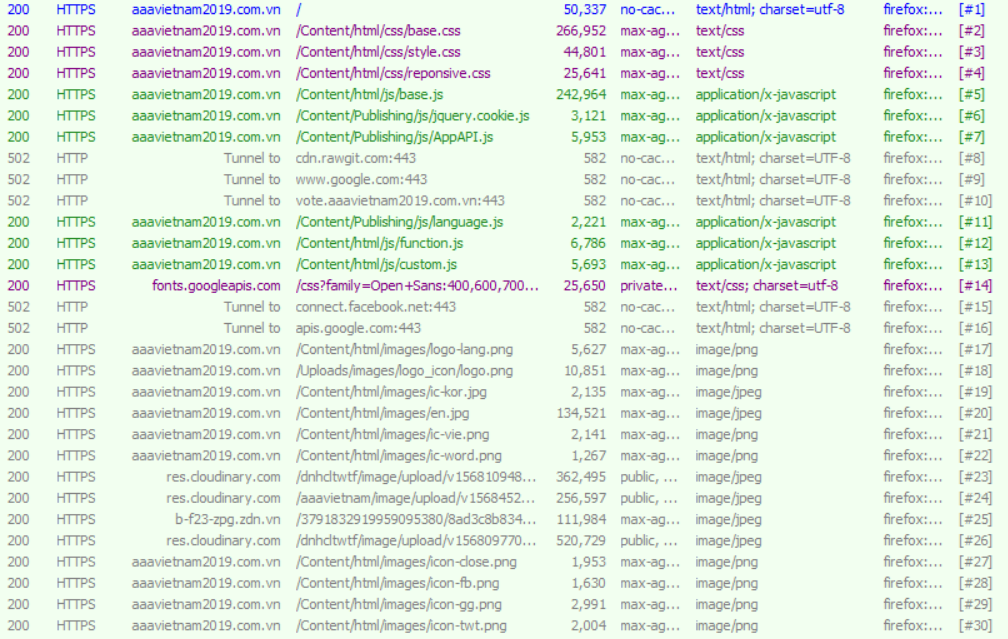 200 HTTPS aaavietnam2019.com.vn / 50,337 no-cac... text/html; charset=utf-8 firefox:... [#1]
200 HTTPS aaavietnam2019.com.vn /Content/html/css/base.css 266,952 max-ag... text/css firefox:... [#2]
200 HTTPS aaavietnam2019.com.vn /Content/html/css/style.css 44,801 max-ag... text/css firefox:... [#3]
200 HTTPS aaavietnam2019.com.vn /Content/html/css/reponsive.css 25,641 max-ag... text/css firefox:... [#4]
200 HTTPS aaavietnam2019.com.vn /Content/html/js/base.js 242,964 max-ag... application/x-javascript firefox:... [#5]
200 HTTPS aaavietnam2019.com.vn /Content/Publishing/js/jquery.cookie.js 3,121 max-ag... application/x-javascript firefox:... [#6]
200 HTTPS aaavietnam2019.com.vn /Content/Publishing/js/AppAPI.js 5,953 max-ag... application/x-javascript firefox:... [#7]
502 HTTP Tunnel to cdn.rawgit.com:443 582 no-cac... text/html; charset=UTF-8 firefox:... [#8]
502 HTTP Tunnel to www.google.com:443 582 no-cac... text/html; charset=UTF-8 firefox:... [#9]
502 HTTP Tunnel to vote.aaavietnam2019.com.vn:443 582 no-cac... text/html; charset=UTF-8 firefox:... [#10]
200 HTTPS aaavietnam2019.com.vn /Content/Publishing/js/language.js 2,221 max-ag... application/x-javascript firefox:... [#11]
200 HTTPS aaavietnam2019.com.vn /Content/html/js/function.js 6,786 max-ag... application/x-javascript firefox:... [#12]
200 HTTPS aaavietnam2019.com.vn /Content/html/js/custom.js 5,693 max-ag... application/x-javascript firefox:... [#13]
200 HTTPS fonts.googleapis.com /css?family=Open+Sans:400,600,700... 25,650 private... text/css; charset=utf-8 firefox:... [#14]
502 HTTP Tunnel to connect.facebook.net:443 582 no-cac... text/html; charset=UTF-8 firefox:... [#15]
502 HTTP Tunnel to apis.google.com:443 582 no-cac... text/html; charset=UTF-8 firefox:... [#16]
200 HTTPS aaavietnam2019.com.vn /Content/html/images/logo-lang.png 5,627 max-ag... image/png firefox:... [#17]
200 HTTPS aaavietnam2019.com.vn /Uploads/images/logo_icon/logo.png 10,851 max-ag... image/png firefox:... [#18]
200 HTTPS aaavietnam2019.com.vn /Content/html/images/ic-kor.jpg 2,135 max-ag... image/jpeg firefox:... [#19]
200 HTTPS aaavietnam2019.com.vn /Content/html/images/en.jpg 134,521 max-ag... image/jpeg firefox:... [#20]
200 HTTPS aaavietnam2019.com.vn /Content/html/images/ic-vie.png 2,141 max-ag... image/png firefox:... [#21]
200 HTTPS aaavietnam2019.com.vn /Content/html/images/ic-word.png 1,267 max-ag... image/png firefox:... [#22]
200 HTTPS res.cloudinary.com /dnhcltwtf/image/upload/v156810948... 362,495 public, ... image/jpeg firefox:... [#23]
200 HTTPS res.cloudinary.com /aaavietnam/image/upload/v1568452... 256,597 public, ... image/jpeg firefox:... [#24]
200 HTTPS b-f23-zpg.zdn.vn /3791832919959095380/8ad3c8b834... 111,984 max-ag... image/jpeg firefox:... [#25]
200 HTTPS res.cloudinary.com /dnhcltwtf/image/upload/v156809770... 520,729 public, ... image/jpeg firefox:... [#26]
200 HTTPS aaavietnam2019.com.vn /Content/html/images/icon-close.png 1,953 max-ag... image/png firefox:... [#27]
200 HTTPS aaavietnam2019.com.vn /Content/html/images/icon-fb.png 1,630 max-ag... image/png firefox:... [#28]
200 HTTPS aaavietnam2019.com.vn /Content/html/images/icon-gg.png 2,991 max-ag... image/png firefox:... [#29]
200 HTTPS aaavietnam2019.com.vn /Content/html/images/icon-twt.png 2,004 max-ag... image/png firefox:... [#30]